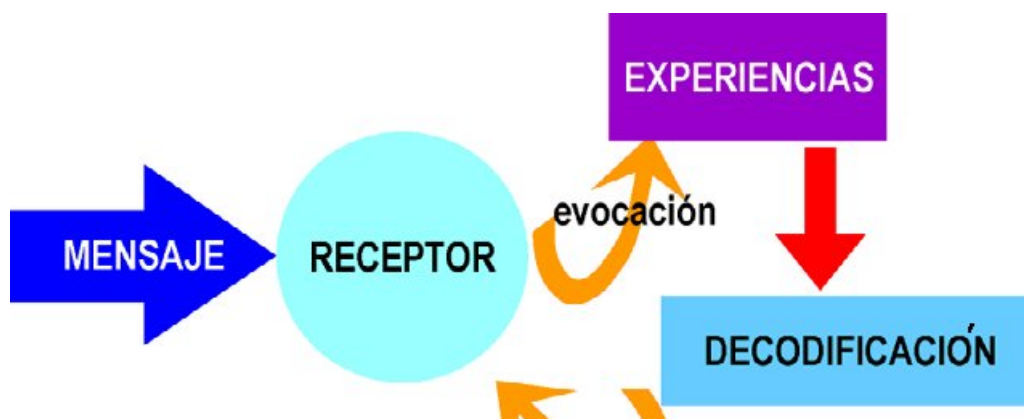 EXPERIENCIAS
evocación
MENSAJE
RECEPTOR
DECODIFICACIÓN